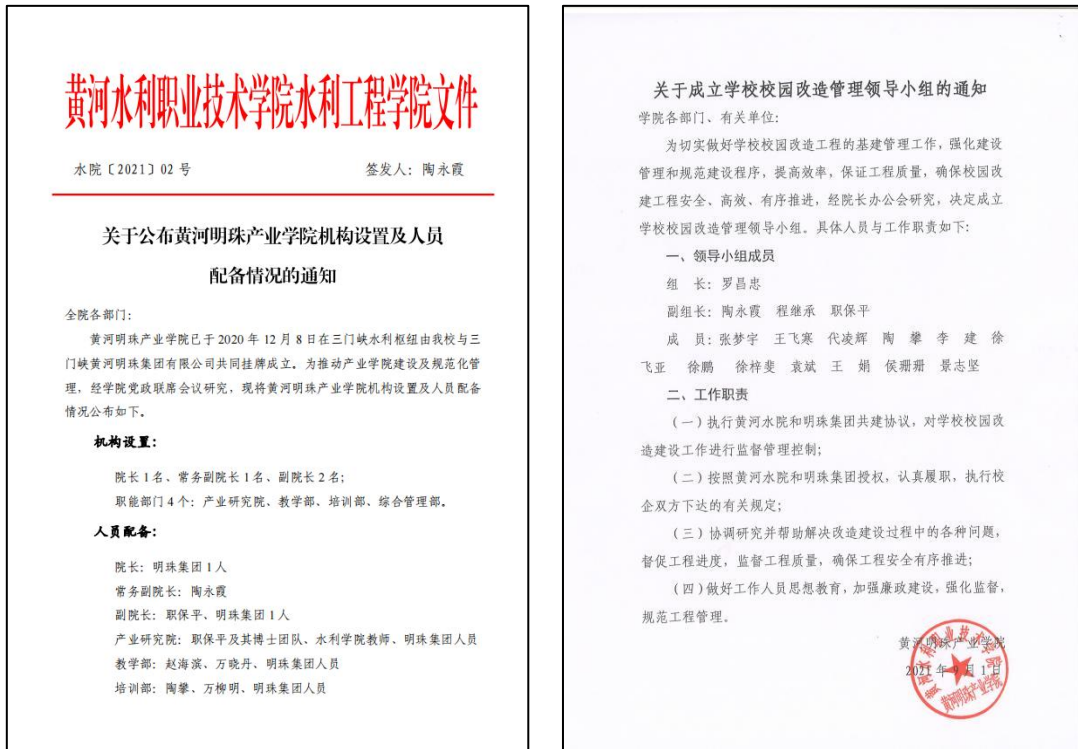 黄河水利职业技术学院水利工程学院文件
水院〔2021〕02 号 签发人：陶永霞
关于公布黄河明珠产业学院机构设置及人员
配备情况的通知
全院各部门：
黄河明珠产业学院已于 2020 年 12 月 8 日在三门峡水利枢纽由我校与三
门峡黄河明珠集团有限公司共同挂牌成立。为推动产业学院建设及规范化管
理，经学院党政联席会议研究，现将黄河明珠产业学院机构设置及人员配备
情况公布如下。
机构设置：
院长 1 名、常务副院长 1 名、副院长 2 名；
职能部门 4 个：产业研究院、教学部、培训部、综合管理部。
人员配备：
院长：明珠集团 1 人
常务副院长：陶永霞
副院长：职保平、明珠集团 1 人
产业研究院：职保平及其博士团队、水利学院教师、明珠集团人员
教学部：赵海滨、万晓丹、明珠集团人员
培训部：陶攀、万柳明、明珠集团人员
关于成立学校校园改造管理领导小组的通知
学院各部门、有关单位：
为切实做好学校校园改造工程的基建管理工作，强化建设
管理和规范建设程序，提高效率，保证工程质量，确保校园改
建工程安全、高效、有序推进，经院长办公会研究，决定成立
学校校园改造管理领导小组。具体人员与工作职责如下：
一、领导小组成员
组 长：罗昌忠
副组长：陶永霞 程继承 职保平
成 员：张梦宇 王飞寒 代凌辉 陶 攀 李 建 徐
飞亚 徐鹏 徐梓斐 袁斌 王 娟 侯珊珊 景志坚
二、工作职责
（一）执行黄河水院和明珠集团共建协议，对学校校园改
造建设工作进行监督管理控制；
（二）按照黄河水院和明珠集团授权，认真履职，执行校
企双方下达的有关规定；
（三）协调研究并帮助解决改造建设过程中的各种问题，
督促工程进度，监督工程质量，确保工程安全有序推进；
（四）做好工作人员思想教育，加强廉政建设，强化监督，
规范工程管理。
黄河明珠产业学院
2021 年 9 月 1 日
黄河水利职业技术学院
黄河明珠产业学院